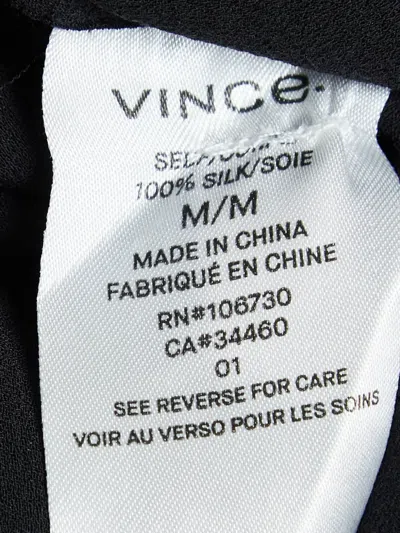 VINCe.
100% SILK/SOIE
M/M
MADE IN CHINA
FABRIQUÉ EN CHINE
RN#106730
CA#34460
01
SEE REVERSE FOR CARE
VOIR AU VERSO POUR LES SOINS